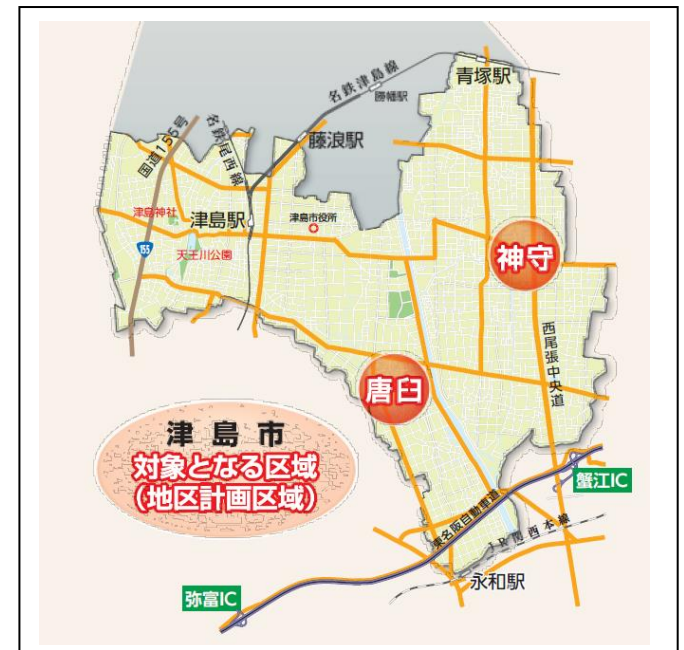 青塚駅
名鉄津島線
勝幡駅
藤浪駅
国道155号
名鉄尾西線
津島神社
津島駅
津島市役所
155
天王川公園
神守
西尾張中央道
唐臼
津島市
対象となる区域
(地区計画区域)
蟹江IC
東名阪自動車道
JR関西本線
永和駅
弥富IC